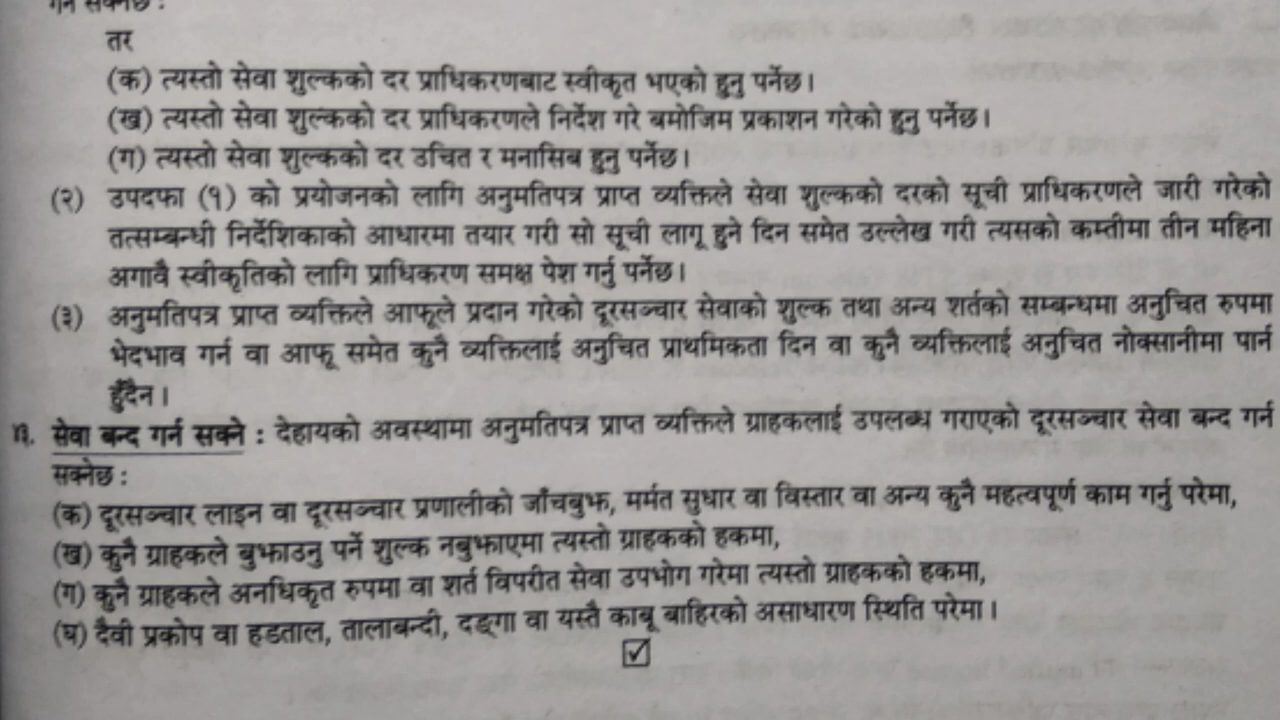 तर
(क) त्यस्तो सेवा शुल्कको दर प्राधिकरणबाट स्वीकृत भएको हुनु पर्नेछ।
(ख) त्यस्तो सेवा शुल्कको दर प्राधिकरणले निर्देश गरे बमोजिम प्रकाशन गरेको हुनु पर्नेछ।
(ग) त्यस्तो सेवा शुल्कको दर उचित र मनासिब हुनु पर्नेछ।
(२) उपदफा (१) को प्रयोजनको लागि अनुमतिपत्र प्राप्त व्यक्तिले सेवा शुल्कको दरको सूची प्राधिकरणले जारी गरेको
तत्सम्बन्धी निर्देशिकाको आधारमा तयार गरी सो सूची लागू हुने दिन समेत उल्लेख गरी त्यसको कम्तीमा तीन महिना
अगावै स्वीकृतिको लागि प्राधिकरण समक्ष पेश गर्नु पर्नेछ।
(३) अनुमतिपत्र प्राप्त व्यक्तिले आफूले प्रदान गरेको दूरसञ्चार सेवाको शुल्क तथा अन्य शर्तको सम्बन्धमा अनुचित रुपमा
भेदभाव गर्न वा आफू समेत कुनै व्यक्तिलाई अनुचित प्राथमिकता दिन वा कुनै व्यक्तिलाई अनुचित नोक्सानीमा पार्न
हुँदैन।
सेवा बन्द गर्न सक्ने : देहायको अवस्थामा अनुमतिपत्र प्राप्त व्यक्तिले ग्राहकलाई उपलब्ध गराएको दूरसञ्चार सेवा बन्द गर्न
सक्नेछ :
(क) दूरसञ्चार लाइन वा दूरसञ्चार प्रणालीको जाँचबुझ, मर्मत सुधार वा विस्तार वा अन्य कुनै महत्वपूर्ण काम गर्नु परेमा,
(ख) कुनै ग्राहकले बुझाउनु पर्ने शुल्क नबुझाएमा त्यस्तो ग्राहकको हकमा,
(ग) कुनै ग्राहकले अनधिकृत रुपमा वा शर्त विपरीत सेवा उपभोग गरेमा त्यस्तो ग्राहकको हकमा,
(घ) दैवी प्रकोप वा हडताल, तालाबन्दी, दङ्गा वा यस्तै काबू बाहिरको असाधारण स्थिति परेमा।